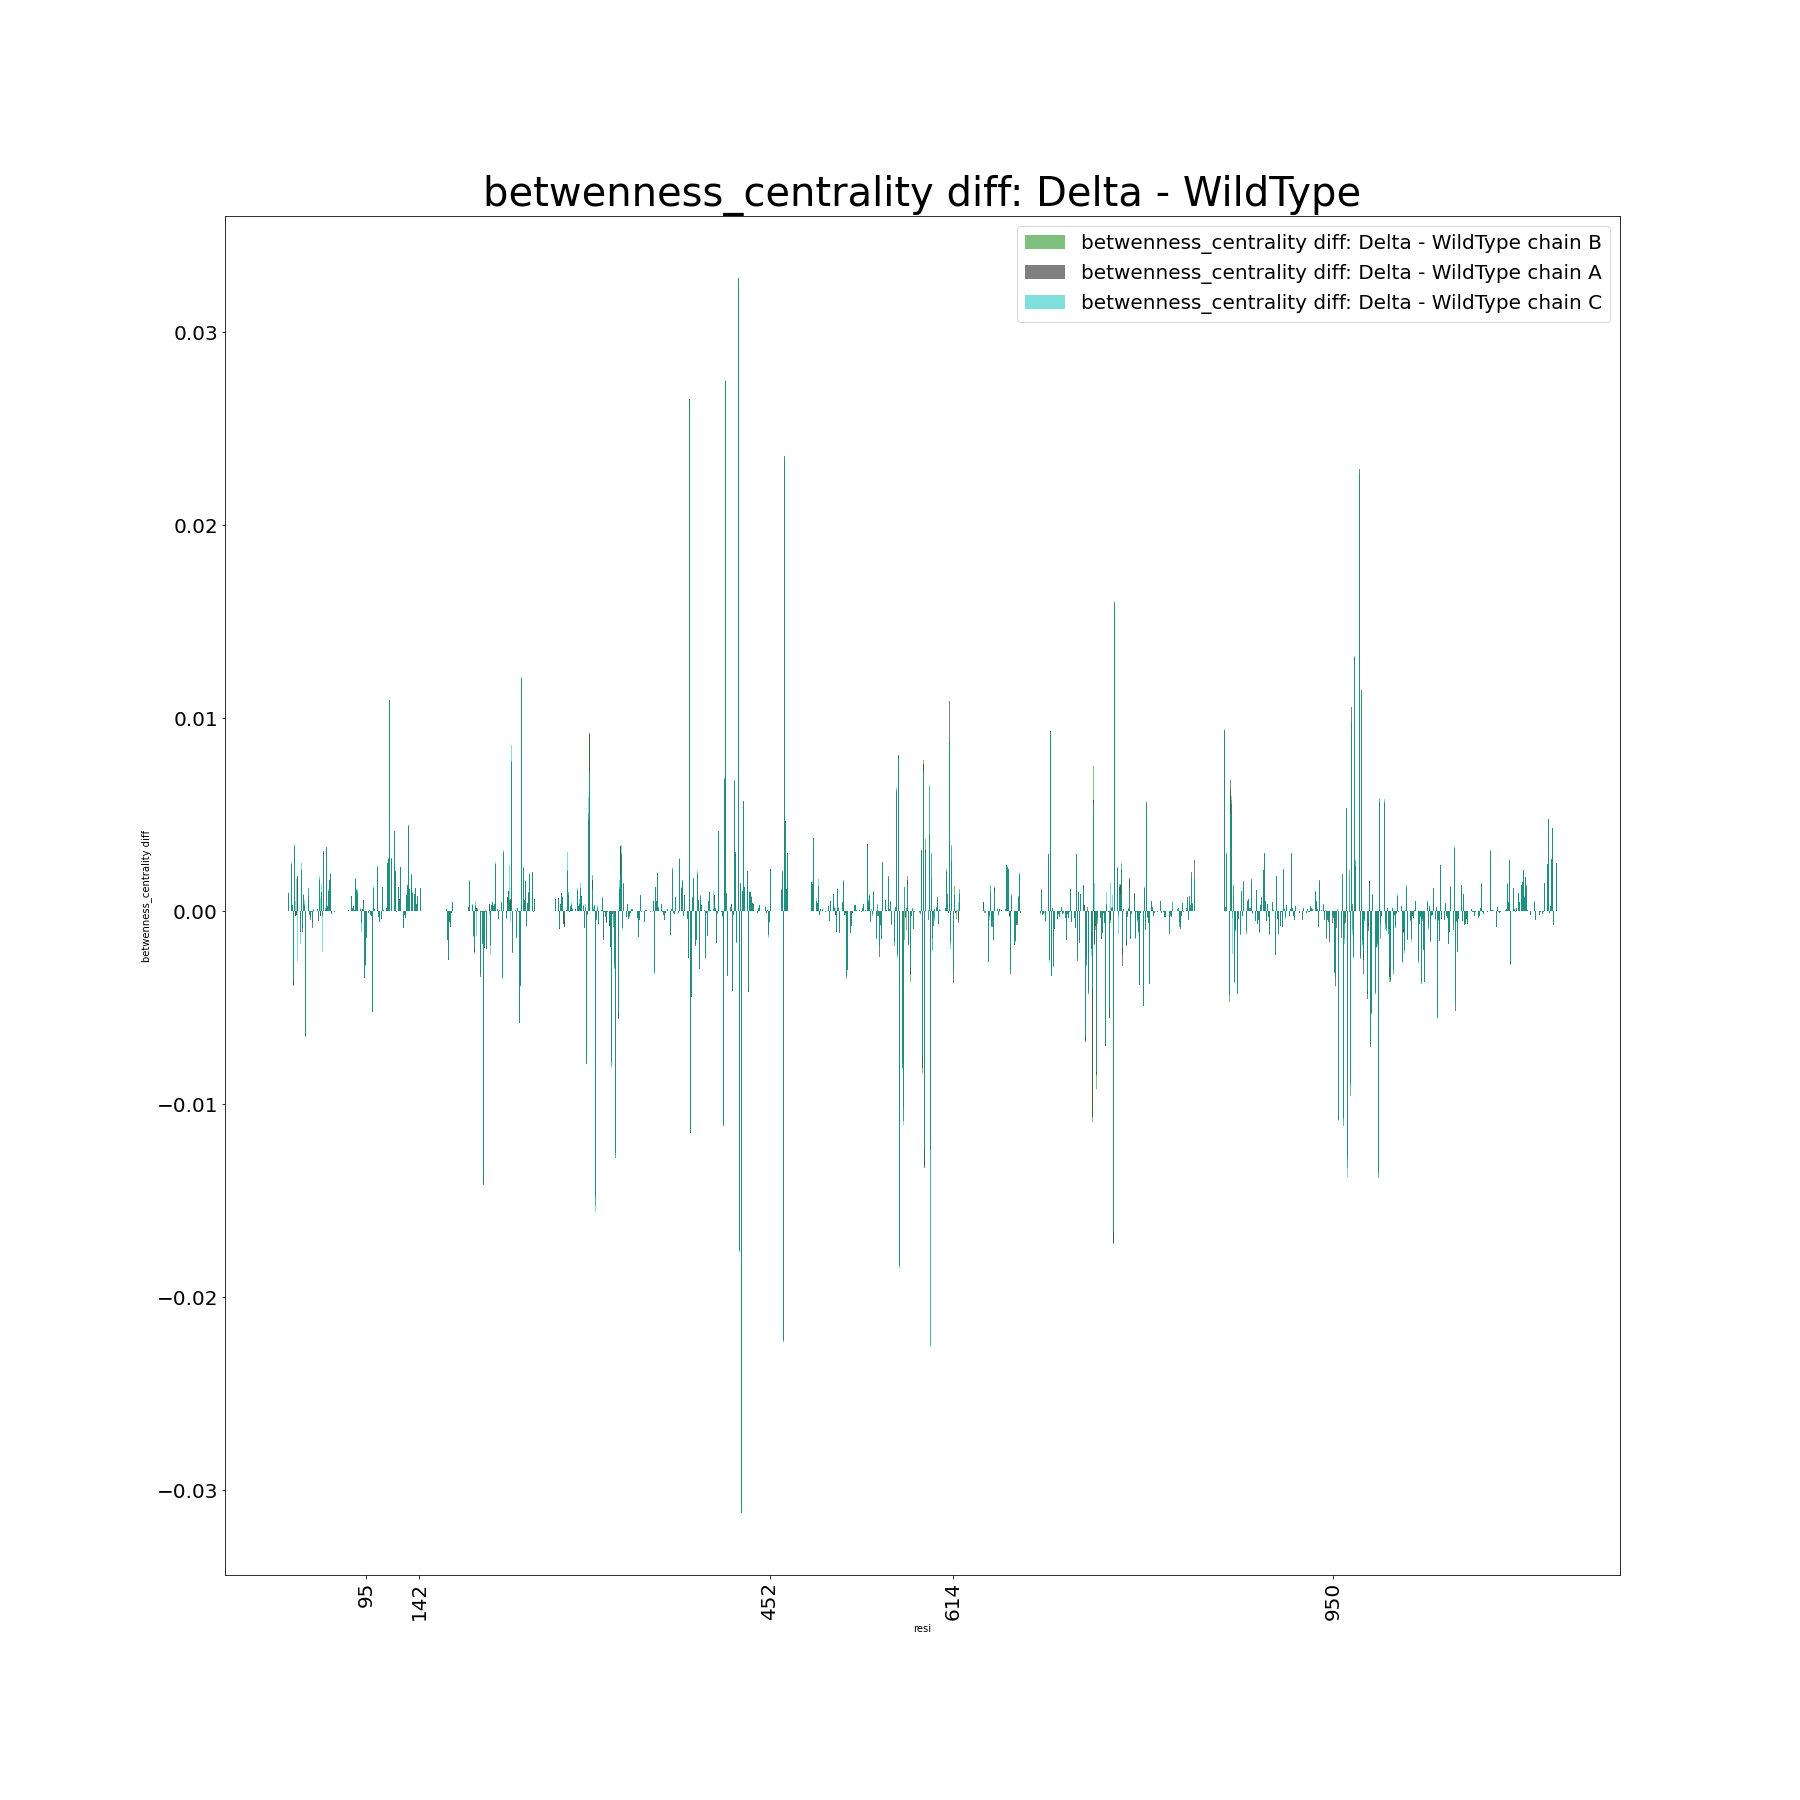 betwenness_centrality diff: Delta - WildType
betwenness_centrality diff: Delta - WildType chain B
betwenness_centrality diff: Delta - WildType chain A
betwenness_centrality diff: Delta - WildType chain C
0.03
0.02
0.01
0.00
−0.01
−0.02
−0.03
betwenness_centrality diff
95
142
452
614
950
resi